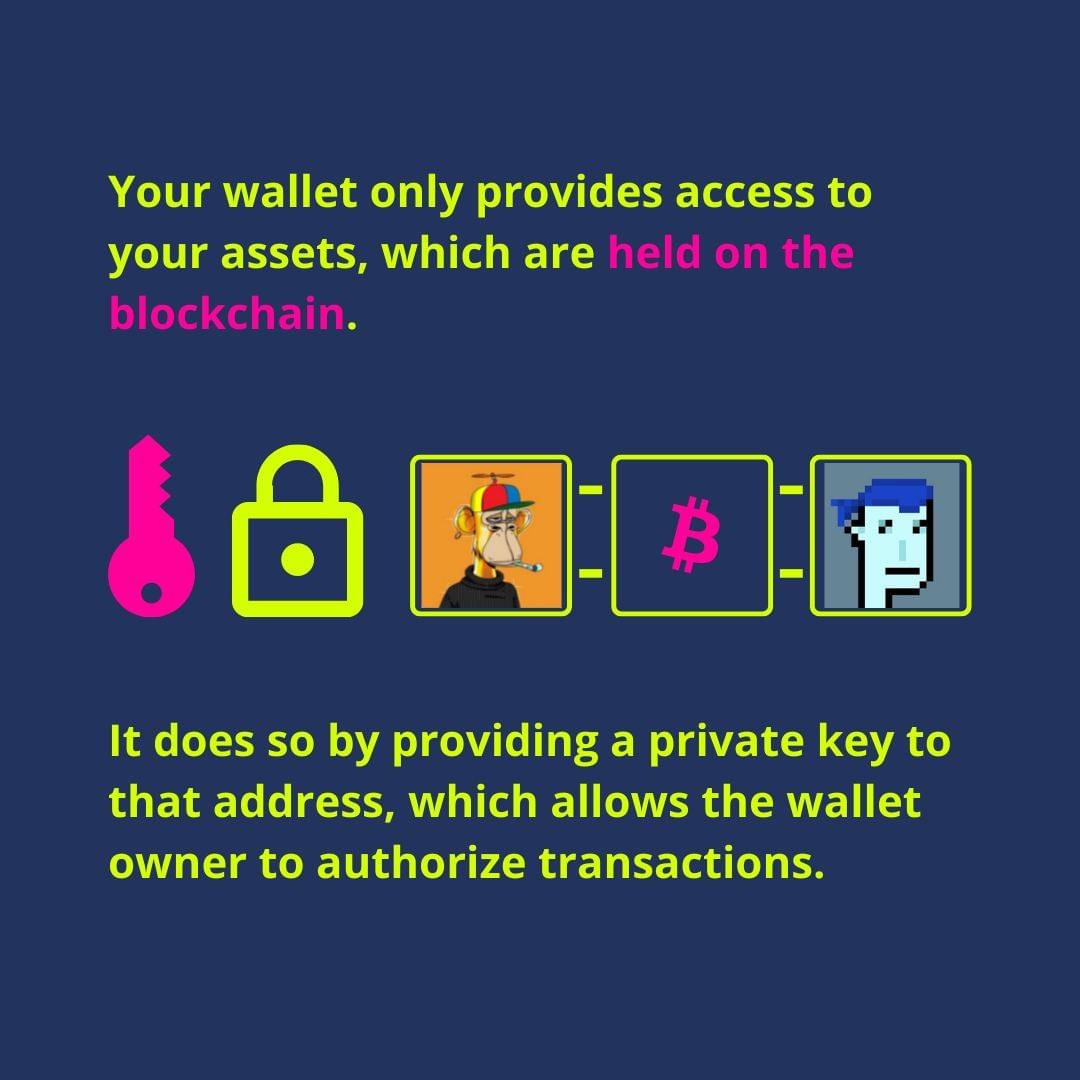 Your wallet only provides access to
your assets, which are held on the
blockchain.
It does so by providing a private key to
that address, which allows the wallet
owner to authorize transactions.